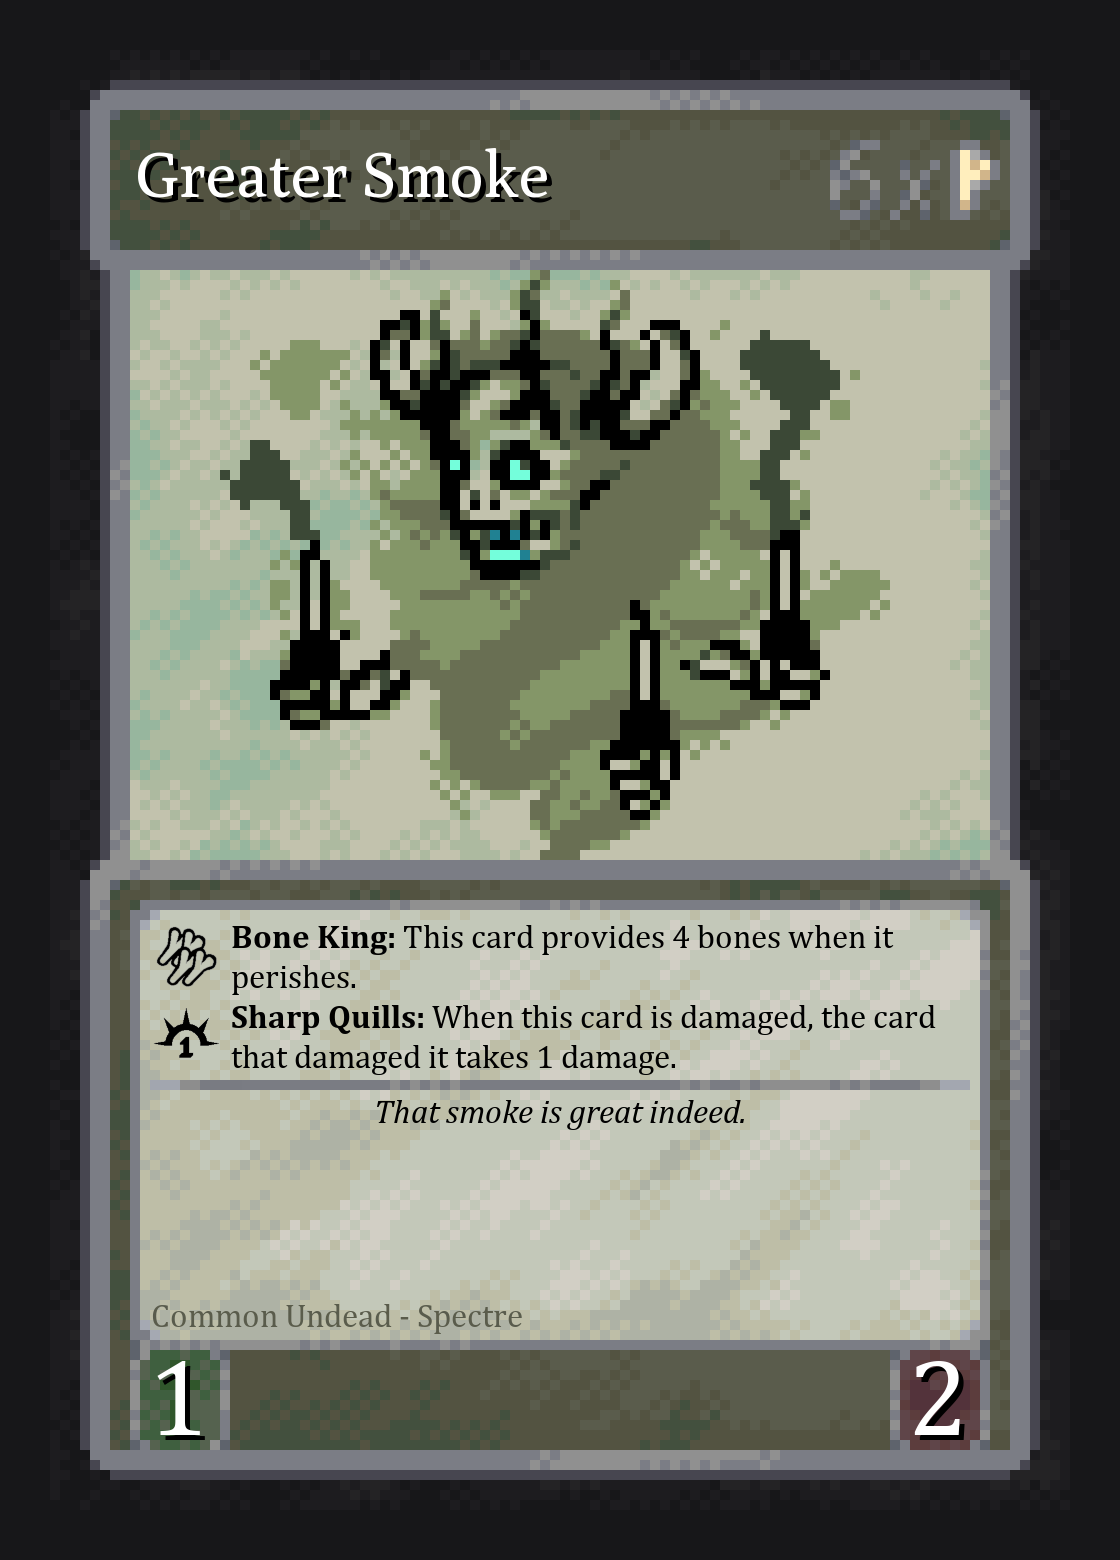 Greater Smoke 6x
Bone King: This card provides 4 bones when it
perishes.
1
Sharp Quills: When this card is damaged, the card
that damaged it takes 1 damage.
That smoke is great indeed.
Common Undead - Spectre
1 2